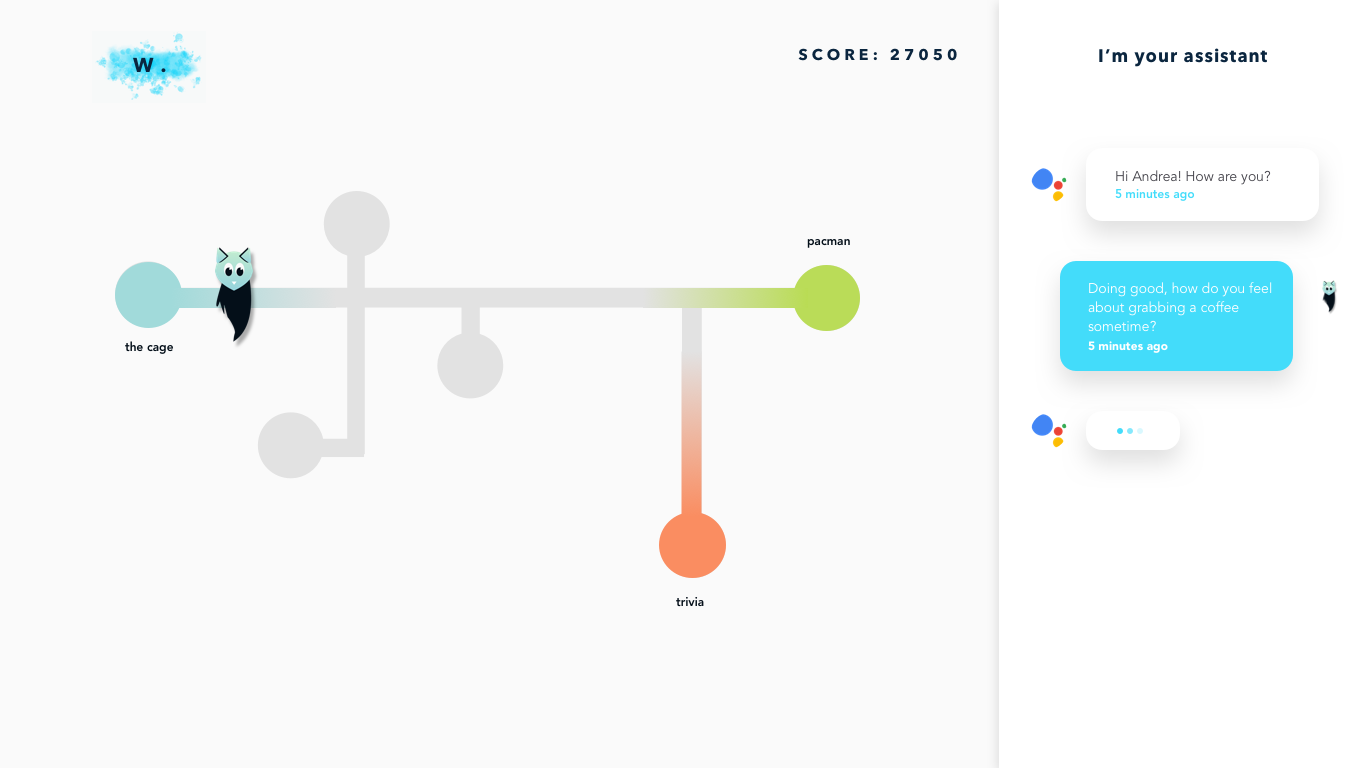 W.
SCORE: 27050
pacman
the cage
trivia
I'm your assistant
Hi Andrea! How are you?
5 minutes ago
Doing good, how do you feel
about grabbing a coffee
sometime?
5 minutes ago